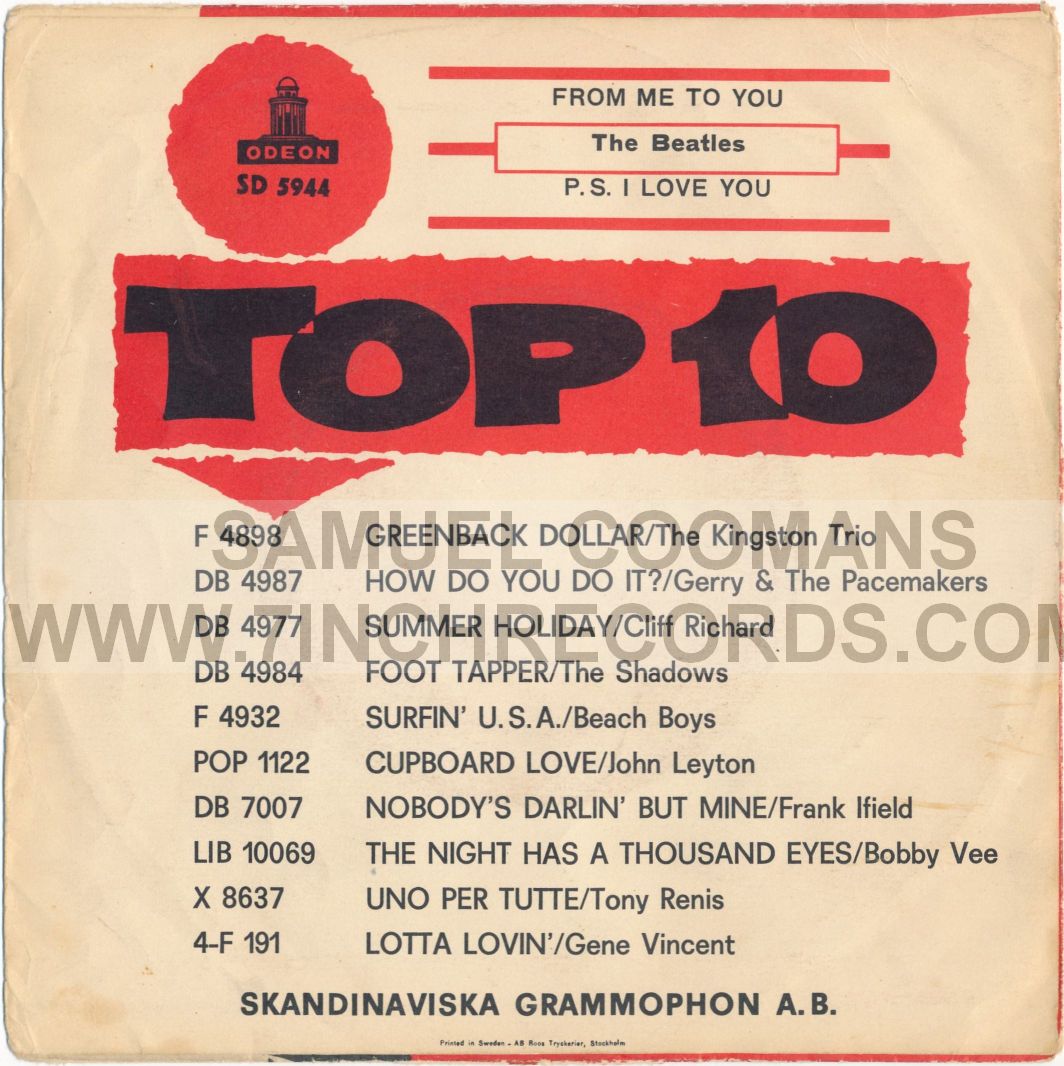 ODEON
SD 5944
FROM ME TO YOU
The Beatles
P.S. I LOVE YOU
TOP 10
F 4898 GREENBACK DOLLAR/The Kingston Trio
SAMUEL COOMANS
DB 4987 HOW DO YOU DO IT?/Gerry & The Pacemakers
DB 4977 SUMMER HOLIDAY/Cliff Richard
WWW.7INCHRECORDS.COM
DB 4984 FOOT TAPPER/The Shadows
F 4932 SURFIN' U.S.A./Beach Boys
POP 1122 CUPBOARD LOVE/John Leyton
DB 7007 NOBODY'S DARLIN' BUT MINE/Frank Ifield
LIB 10069 THE NIGHT HAS A THOUSAND EYES/Bobby Vee
X 8637 UNO PER TUTTE/Tony Renis
4-F 191 LOTTA LOVIN'/Gene Vincent
SKANDINAVISKA GRAMMOPHON A.B.
Printed in Sweden - AB Roos Tryckerier, Stockholm